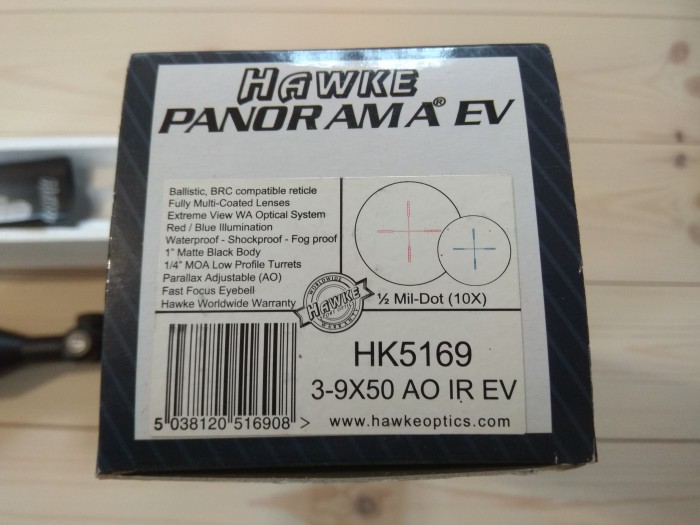 HAWKE
PANORAMA® EV
Ballistic, BRC compatible reticle
Fully Multi-Coated Lenses
Extreme View WA Optical System
Red / Blue Illumination
Waterproof - Shockproof - Fog proof
1" Matte Black Body
1/4" MOA Low Profile Turrets
Parallax Adjustable (AO)
Fast Focus Eyebell
Hawke Worldwide Warranty
WORLDWIDE
HAWKE
WARRANTY
½ Mil-Dot (10X)
HK5169
3-9X50 AO IR EV
5 038120 516908 >
www.hawkeoptics.com